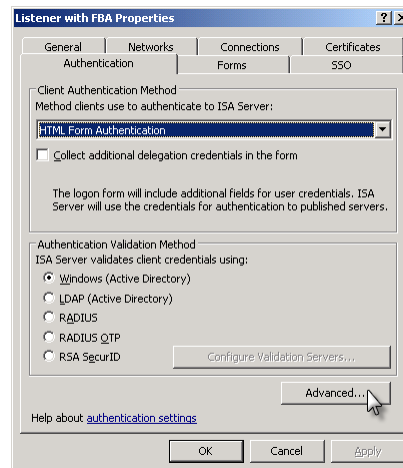 Listener with FBA Properties
General Networks Connections Certificates
Authentication Forms SSO
Client Authentication Method
Method clients use to authenticate to ISA Server:
HTML Form Authentication
Collect additional delegation credentials in the form
The logon form will include additional fields for user credentials. ISA
Server will use the credentials for authentication to published servers.
Authentication Validation Method
ISA Server validates client credentials using:
Windows (Active Directory)
LDAP (Active Directory)
RADIUS
RADIUS OTP
RSA SecurID Configure Validation Servers...
Advanced...
Help about authentication settings
OK Cancel Apply